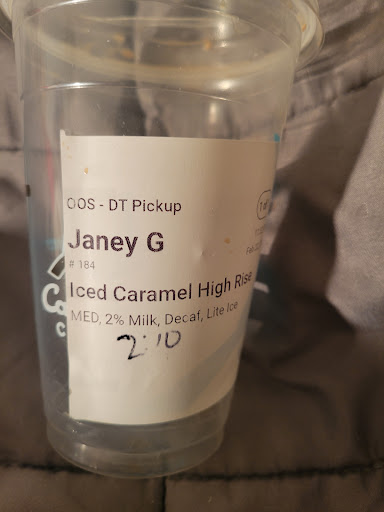 OOS - DT Pickup
Janey G
# 184
Iced Caramel High Rise
MED, 2% Milk, Decaf, Lite Ice
2:10